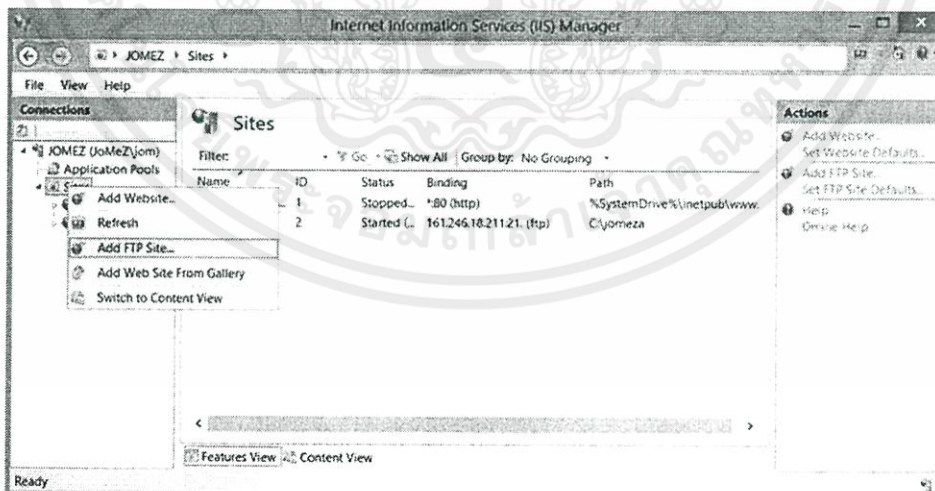 Internet Information Services (IIS) Manager
JOMEZ Sites
File View Help
Connections
JOMEZ (JoMeZ\jom)
Application Pools
Add Website...
Refresh
Add FTP Site...
Add Web Site From Gallery
Switch to Content View
Sites
Filter: Go Show All Group by: No Grouping
Name ID Status Binding Path
1 Stopped... *:80 (http) %SystemDrive%\inetpub\www.
2 Started (... 161.246.18.211:21. (ftp) C:\jomeza
Features View Content View
Actions
Add Website...
Set Website Defaults...
Add FTP Site...
Set FTP Site Defaults...
Help
Online Help
Ready